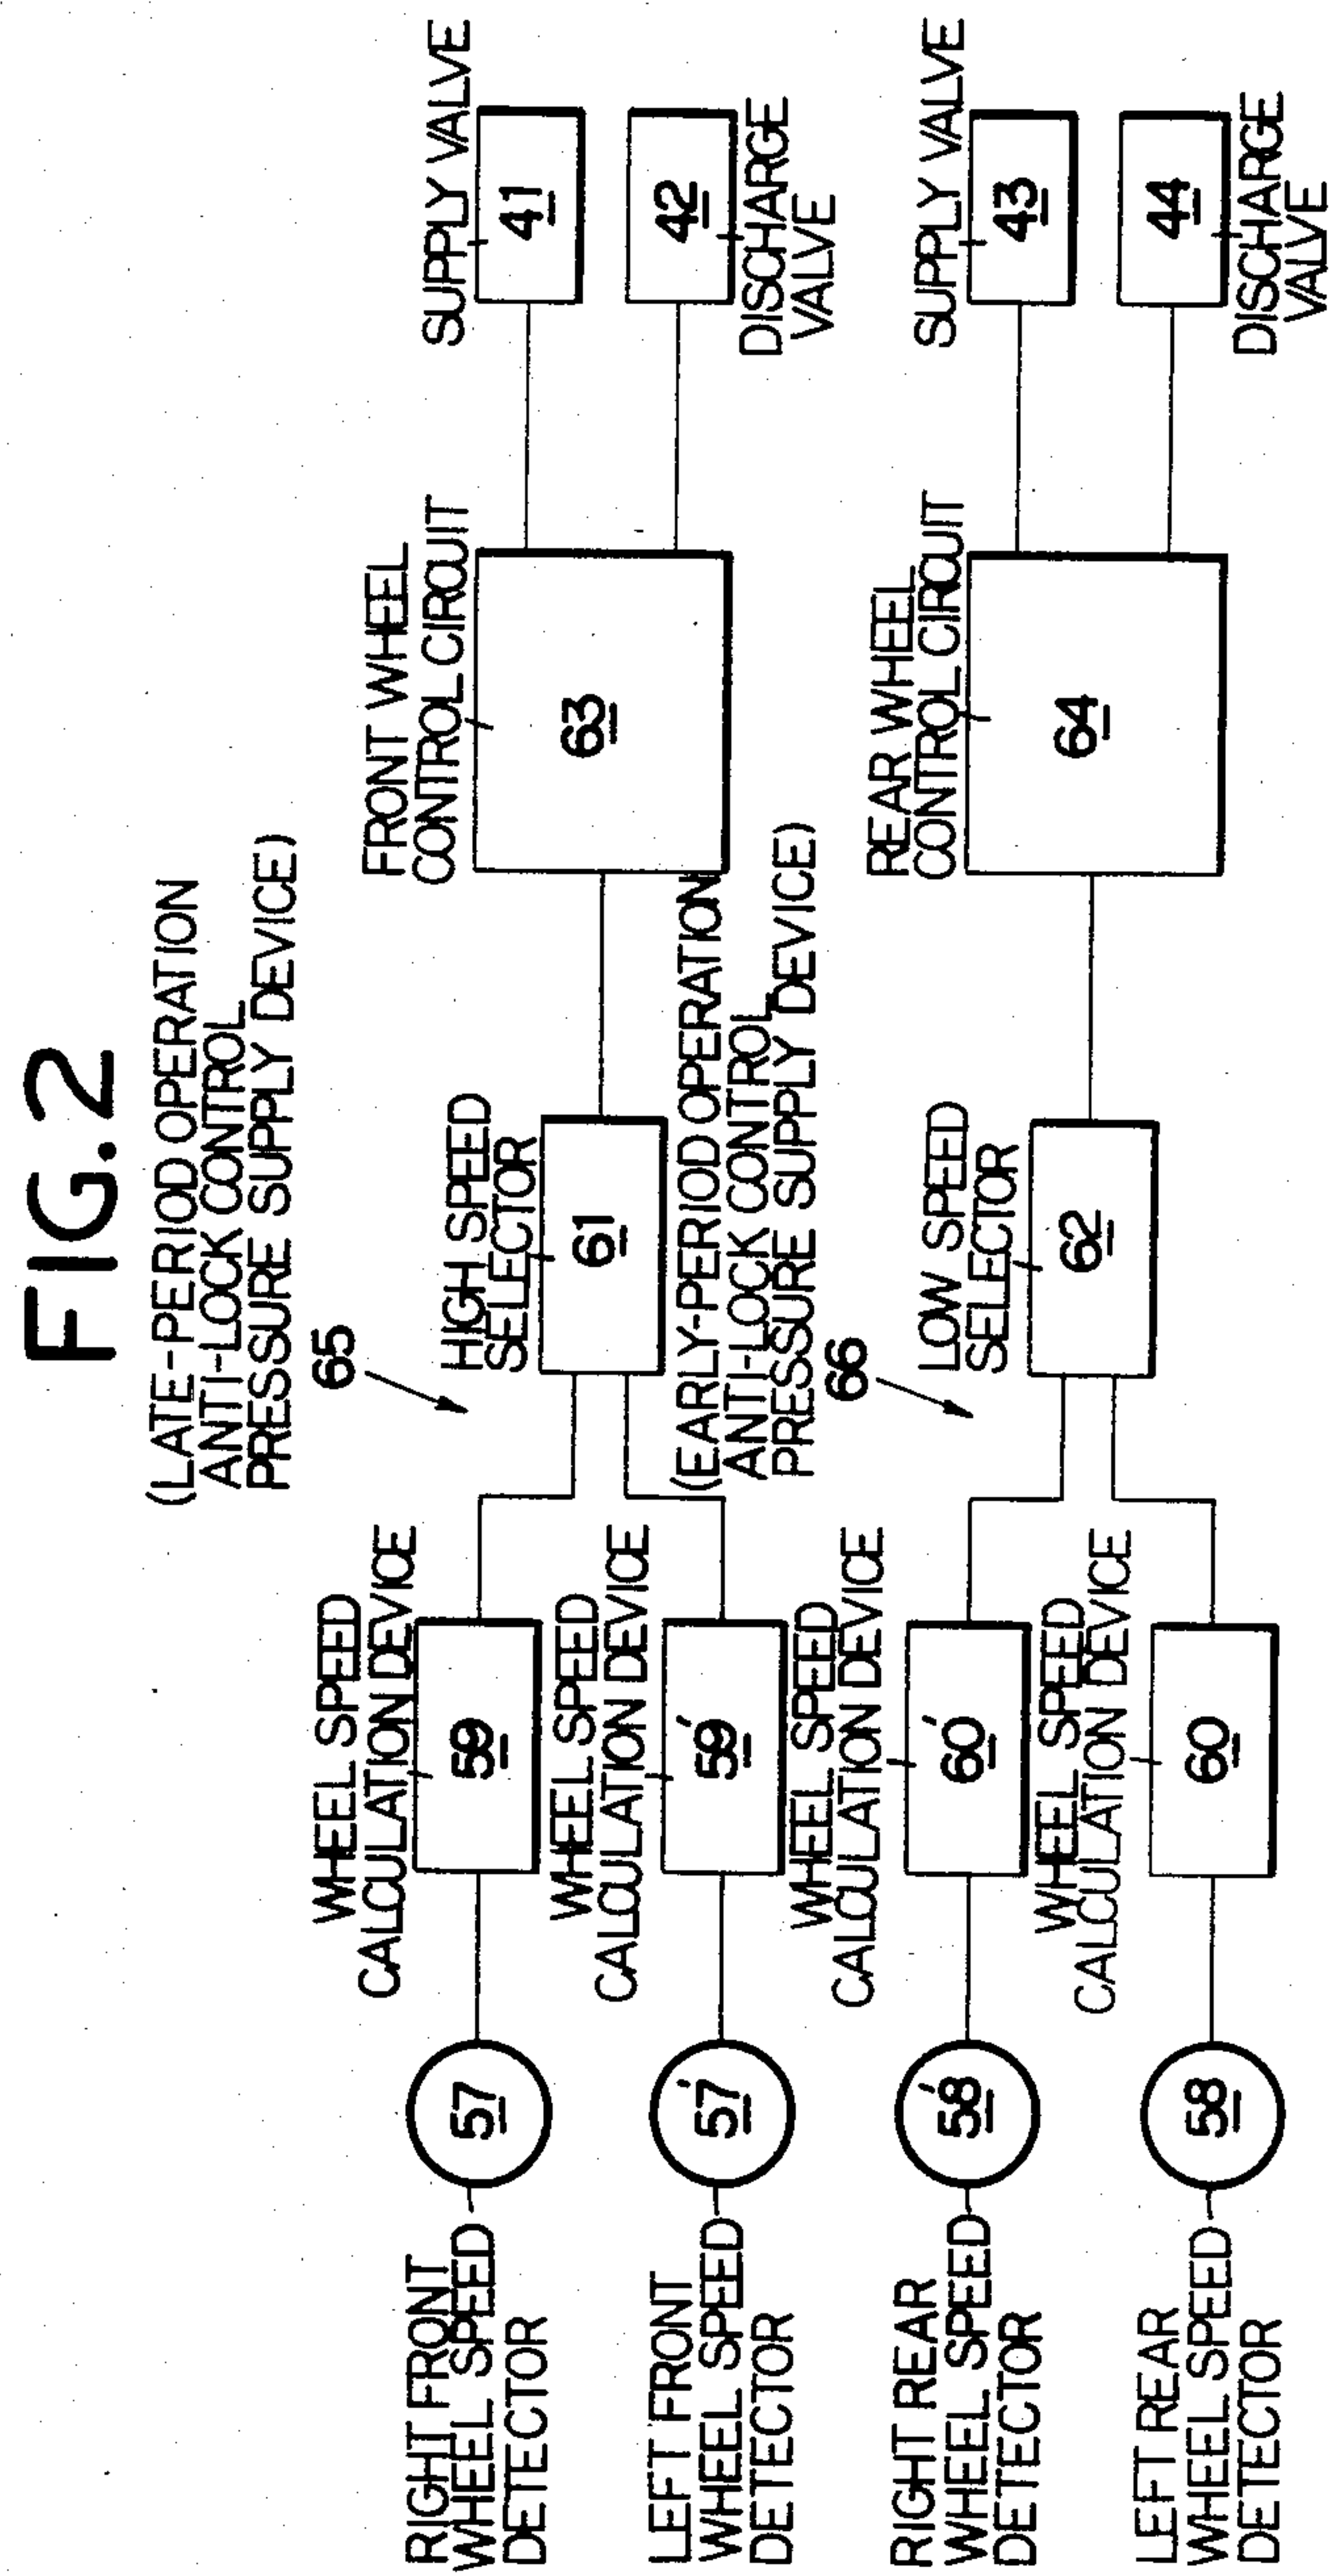 FIG.2
(LATE-PERIOD OPERATION
ANTI-LOCK CONTROL
PRESSURE SUPPLY DEVICE)
65
RIGHT FRONT
WHEEL SPEED
DETECTOR
57
WHEEL SPEED
CALCULATION DEVICE
59
HIGH SPEED
SELECTOR
61
FRONT WHEEL
CONTROL CIRCUIT
63
SUPPLY VALVE
41
42
DISCHARGE
VALVE
LEFT FRONT
WHEEL SPEED
DETECTOR
57'
WHEEL SPEED
CALCULATION DEVICE
59'
(EARLY-PERIOD OPERATION
ANTI-LOCK CONTROL
PRESSURE SUPPLY DEVICE)
66
RIGHT REAR
WHEEL SPEED
DETECTOR
58'
WHEEL SPEED
CALCULATION DEVICE
60'
LOW SPEED
SELECTOR
62
REAR WHEEL
CONTROL CIRCUIT
64
SUPPLY VALVE
43
44
DISCHARGE
VALVE
LEFT REAR
WHEEL SPEED
DETECTOR
58
WHEEL SPEED
CALCULATION DEVICE
60